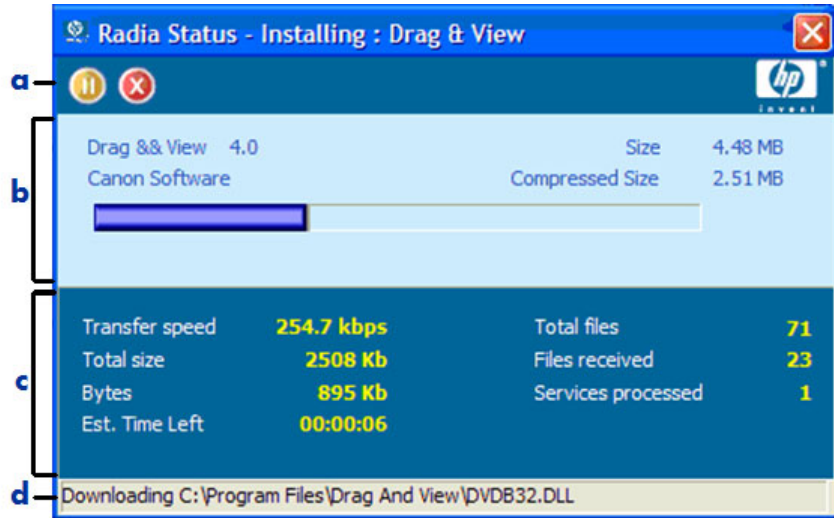 Radia Status - Installing : Drag & View
a
hp
invent
b
Drag && View 4.0 Size 4.48 MB
Canon Software Compressed Size 2.51 MB
c
Transfer speed 254.7 kbps Total files 71
Total size 2508 Kb Files received 23
Bytes 895 Kb Services processed 1
Est. Time Left 00:00:06
d
Downloading C:\Program Files\Drag And View\DVDB32.DLL